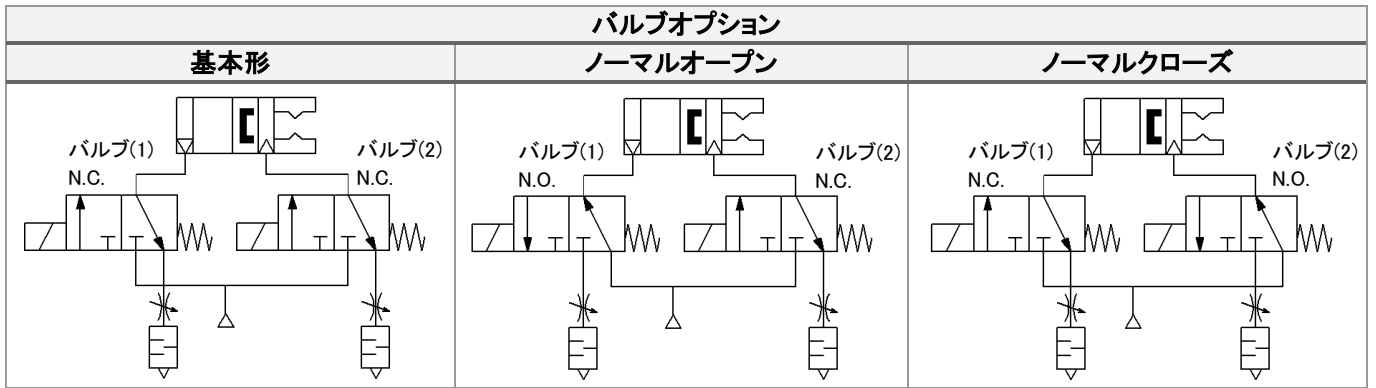 バルブオプション
基本形
ノーマルオープン
ノーマルクローズ
バルブ(1)
N.C.
バルブ(2)
N.C.
バルブ(1)
N.O.
バルブ(2)
N.C.
バルブ(1)
N.C.
バルブ(2)
N.O.